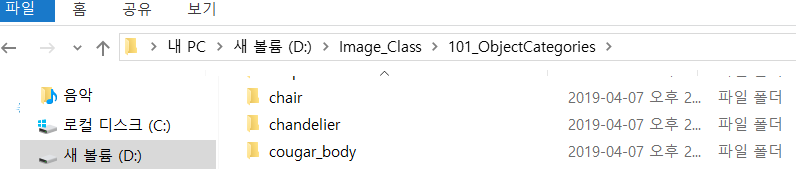 파일 홈 공유 보기
내 PC > 새 볼륨 (D:) > Image_Class > 101_ObjectCategories >
음악
로컬 디스크 (C:)
새 볼륨 (D:)
chair 2019-04-07 오후 2... 파일 폴더
chandelier 2019-04-07 오후 2... 파일 폴더
cougar_body 2019-04-07 오후 2... 파일 폴더